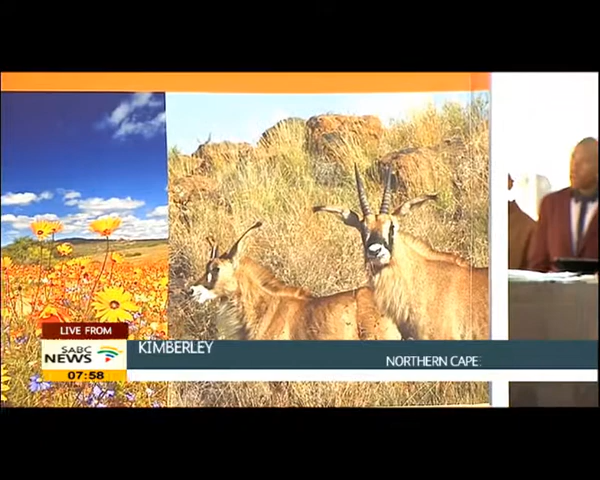 LIVE FROM
SABC
NEWS
07:58
KIMBERLEY
NORTHERN CAPE